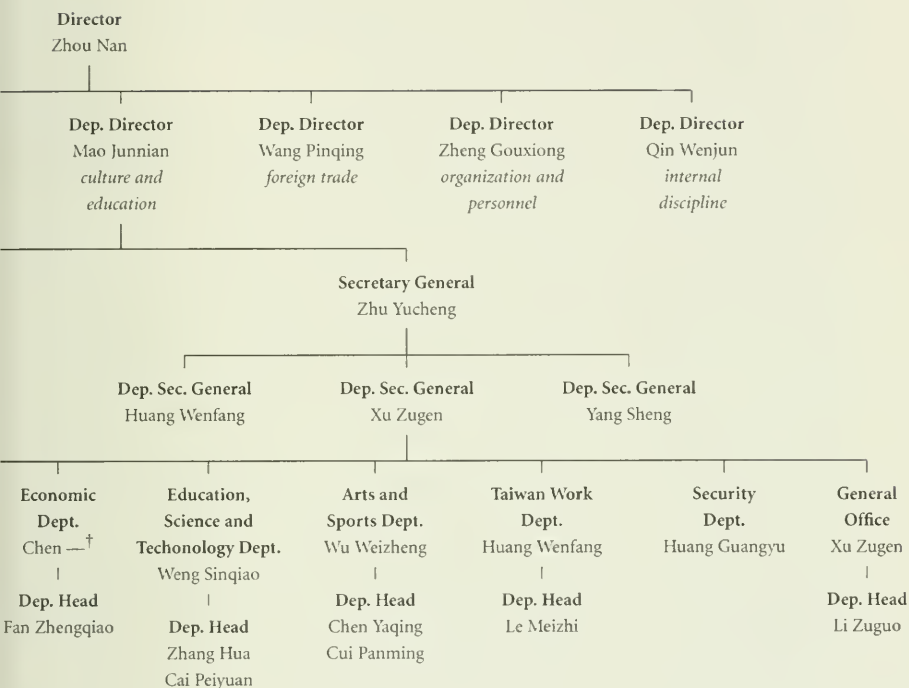 Director
Zhou Nan
Dep. Director
Mao Junnian
culture and
education
Dep. Director
Wang Pinqing
foreign trade
Dep. Director
Zheng Gouxiong
organization and
personnel
Dep. Director
Qin Wenjun
internal
discipline
Secretary General
Zhu Yucheng
Dep. Sec. General
Huang Wenfang
Dep. Sec. General
Xu Zugen
Dep. Sec. General
Yang Sheng
Economic
Dept.
Chen —†
Dep. Head
Fan Zhengqiao
Education,
Science and
Techonology Dept.
Weng Sinqiao
Dep. Head
Zhang Hua
Cai Peiyuan
Arts and
Sports Dept.
Wu Weizheng
Dep. Head
Chen Yaqing
Cui Panming
Taiwan Work
Dept.
Huang Wenfang
Dep. Head
Le Meizhi
Security
Dept.
Huang Guangyu
General
Office
Xu Zugen
Dep. Head
Li Zuguo